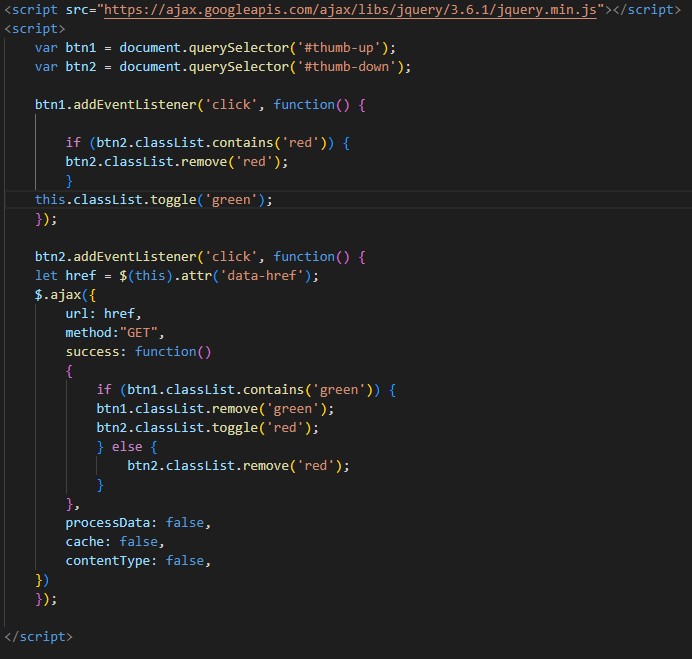 <script src="https://ajax.googleapis.com/ajax/libs/jquery/3.6.1/jquery.min.js"></script>
<script>
    var btn1 = document.querySelector('#thumb-up');
    var btn2 = document.querySelector('#thumb-down');

    btn1.addEventListener('click', function() {

        if (btn2.classList.contains('red')) {
        btn2.classList.remove('red');
        }
    this.classList.toggle('green');
    });

    btn2.addEventListener('click', function() {
    let href = $(this).attr('data-href');
    $.ajax({
        url: href,
        method:"GET",
        success: function()
        {
            if (btn1.classList.contains('green')) {
            btn1.classList.remove('green');
            btn2.classList.toggle('red');
            } else {
                btn2.classList.remove('red');
            }
        },
        processData: false,
        cache: false,
        contentType: false,
    })
    });

</script>